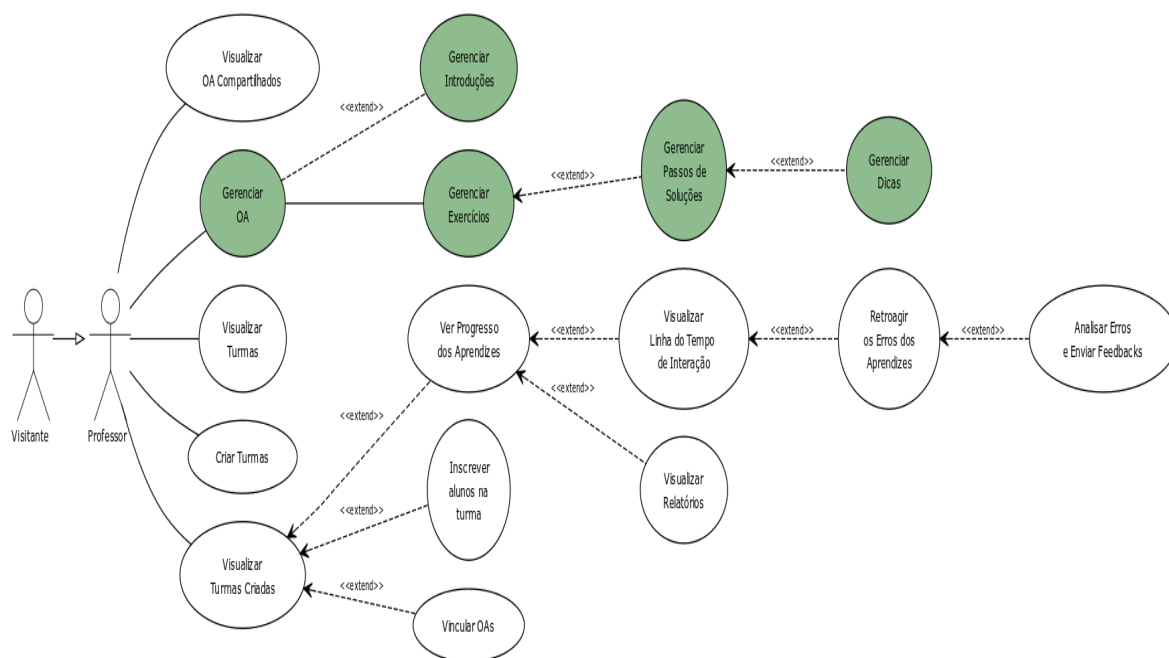 Visualizar
OA Compartilhados
Gerenciar
Introduções
<<extend>>
Gerenciar
OA
Gerenciar
Exercícios
<<extend>>
Gerenciar
Passos de
Soluções
<<extend>>
Gerenciar
Dicas
Visitante
Professor
Visualizar
Turmas
Ver Progresso
dos Aprendizes
<<extend>>
Visualizar
Linha do Tempo
de Interação
<<extend>>
Retroagir
os Erros dos
Aprendizes
<<extend>>
Analisar Erros
e Enviar Feedbacks
<<extend>>
<<extend>>
Criar Turmas
Inscrever
alunos na
turma
Visualizar
Relatórios
<<extend>>
Visualizar
Turmas Criadas
<<extend>>
Vincular OAs